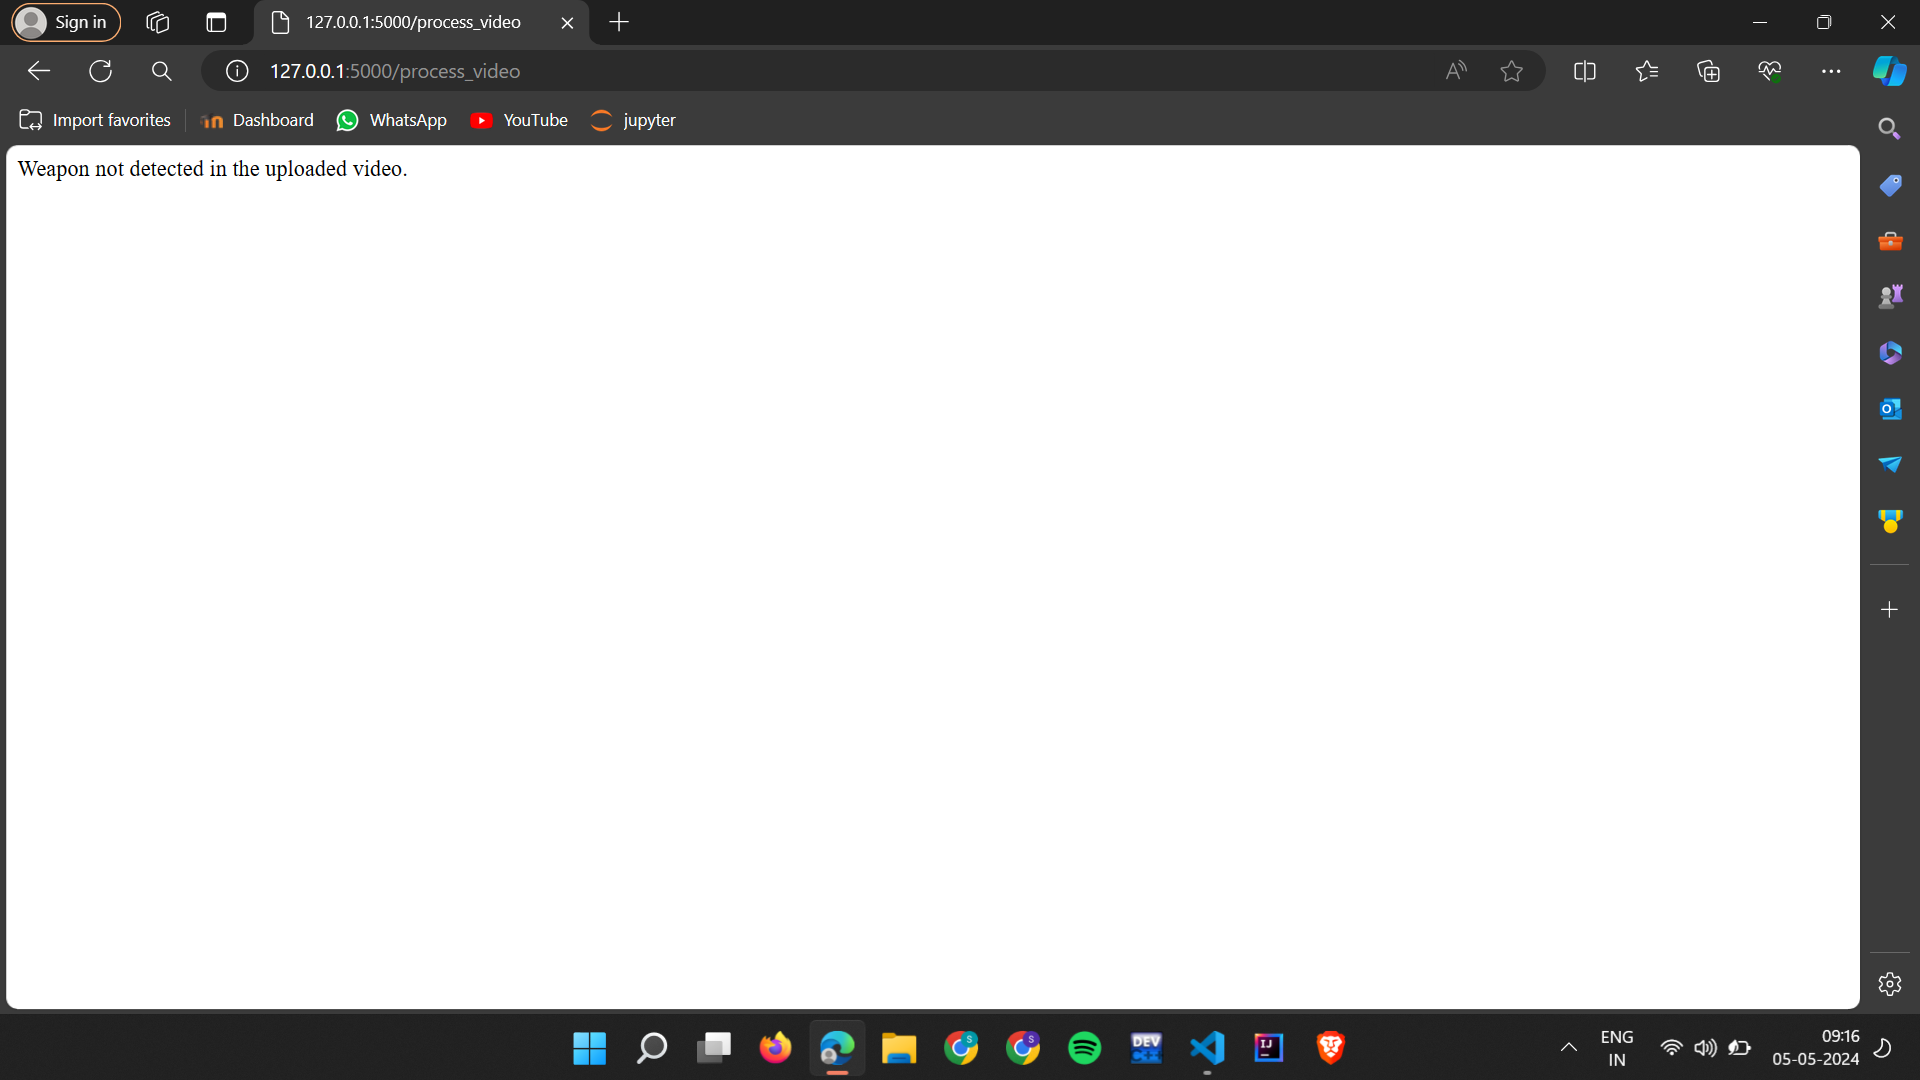 Sign in
127.0.0.1:5000/process_video
127.0.0.1:5000/process_video
Import favorites
Dashboard
WhatsApp
YouTube
jupyter
Weapon not detected in the uploaded video.
S
S
DEV
IJ
ENG
IN
09:16
05-05-2024